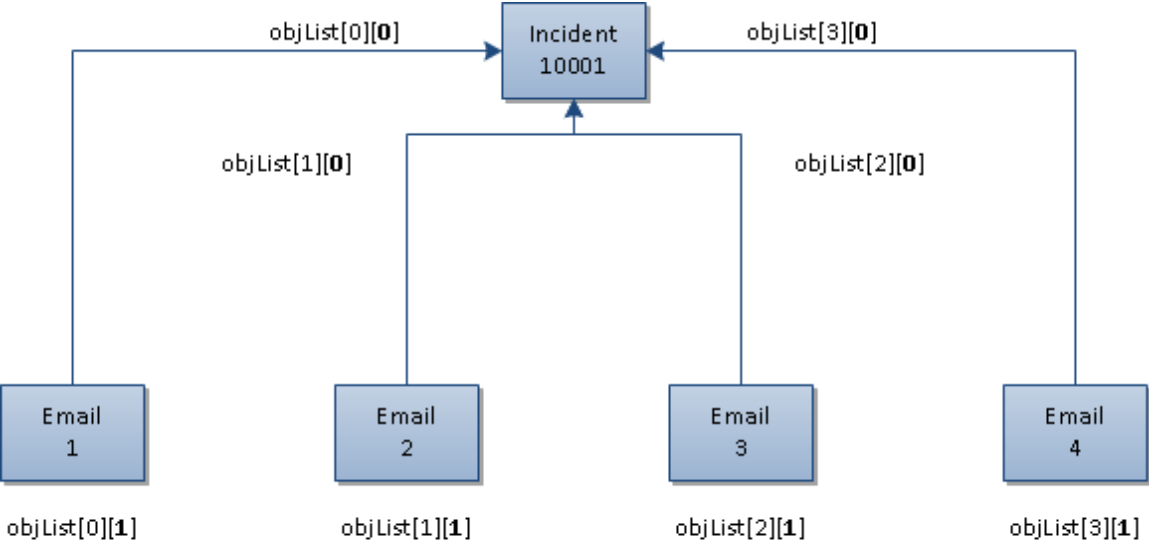 objList[0][0]
Incident
10001
objList[3][0]
objList[1][0]
objList[2][0]
Email
1
Email
2
Email
3
Email
4
objList[0][1]
objList[1][1]
objList[2][1]
objList[3][1]